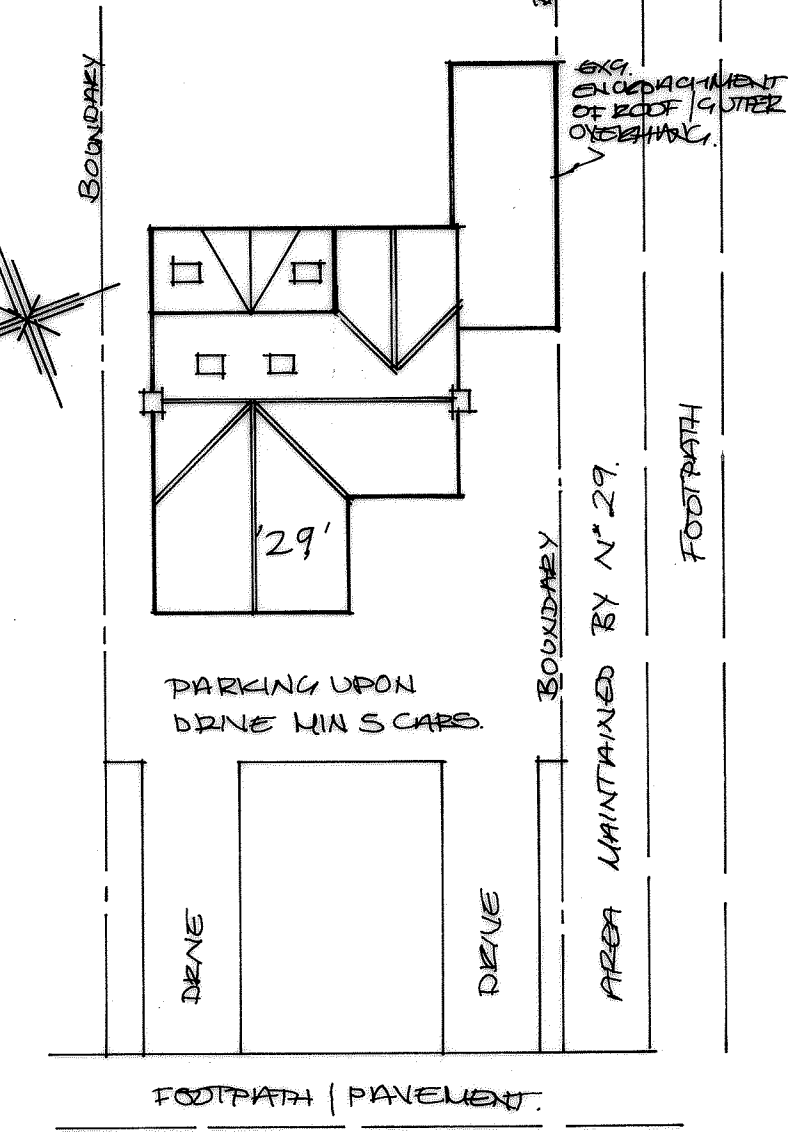 BOUNDARY
EXG.
ENCROACHMENT
OF ROOF / GUTTER
OVERHANG.
FOOTPATH
'29'
BOUNDARY
AREA MAINTAINED BY Nº 29.
PARKING UPON
DRIVE MIN 5 CARS.
DRIVE
DRIVE
FOOTPATH / PAVEMENT.